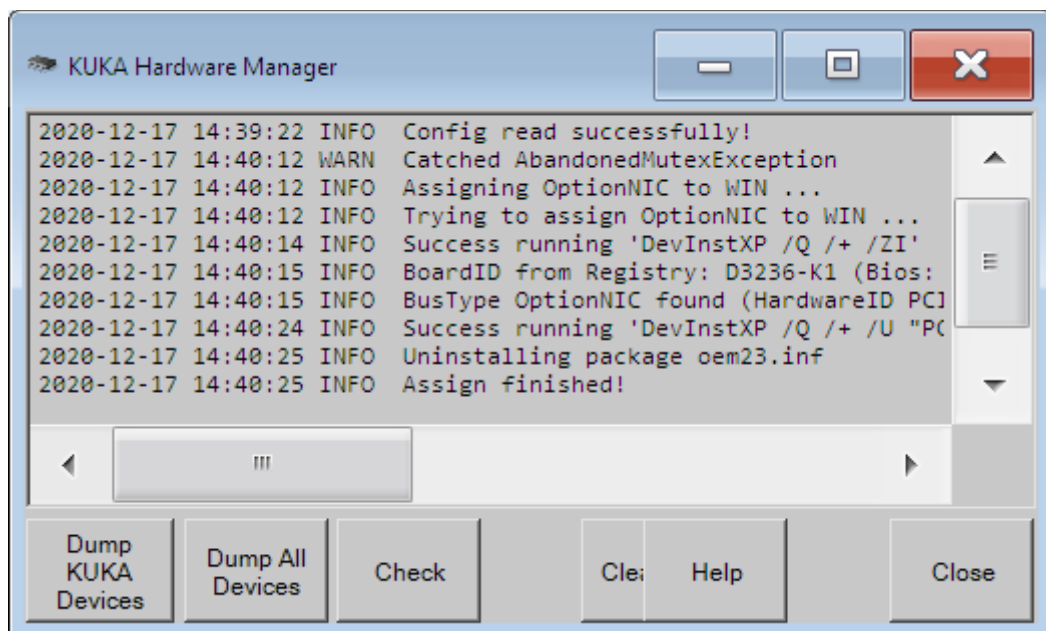 KUKA Hardware Manager
2020-12-17 14:39:22 INFO  Config read successfully!
2020-12-17 14:40:12 WARN  Catched AbandonedMutexException
2020-12-17 14:40:12 INFO  Assigning OptionNIC to WIN ...
2020-12-17 14:40:12 INFO  Trying to assign OptionNIC to WIN ...
2020-12-17 14:40:14 INFO  Success running 'DevInstXP /Q /+ /ZI'
2020-12-17 14:40:15 INFO  BoardID from Registry: D3236-K1 (Bios:
2020-12-17 14:40:15 INFO  BusType OptionNIC found (HardwareID
2020-12-17 14:40:24 INFO  Success running 'DevInstXP /Q /+ /U
2020-12-17 14:40:25 INFO  Uninstalling package oem23.inf
2020-12-17 14:40:25 INFO  Assign finished!
Dump
KUKA
Devices
Dump All
Devices
Check
Help
Close